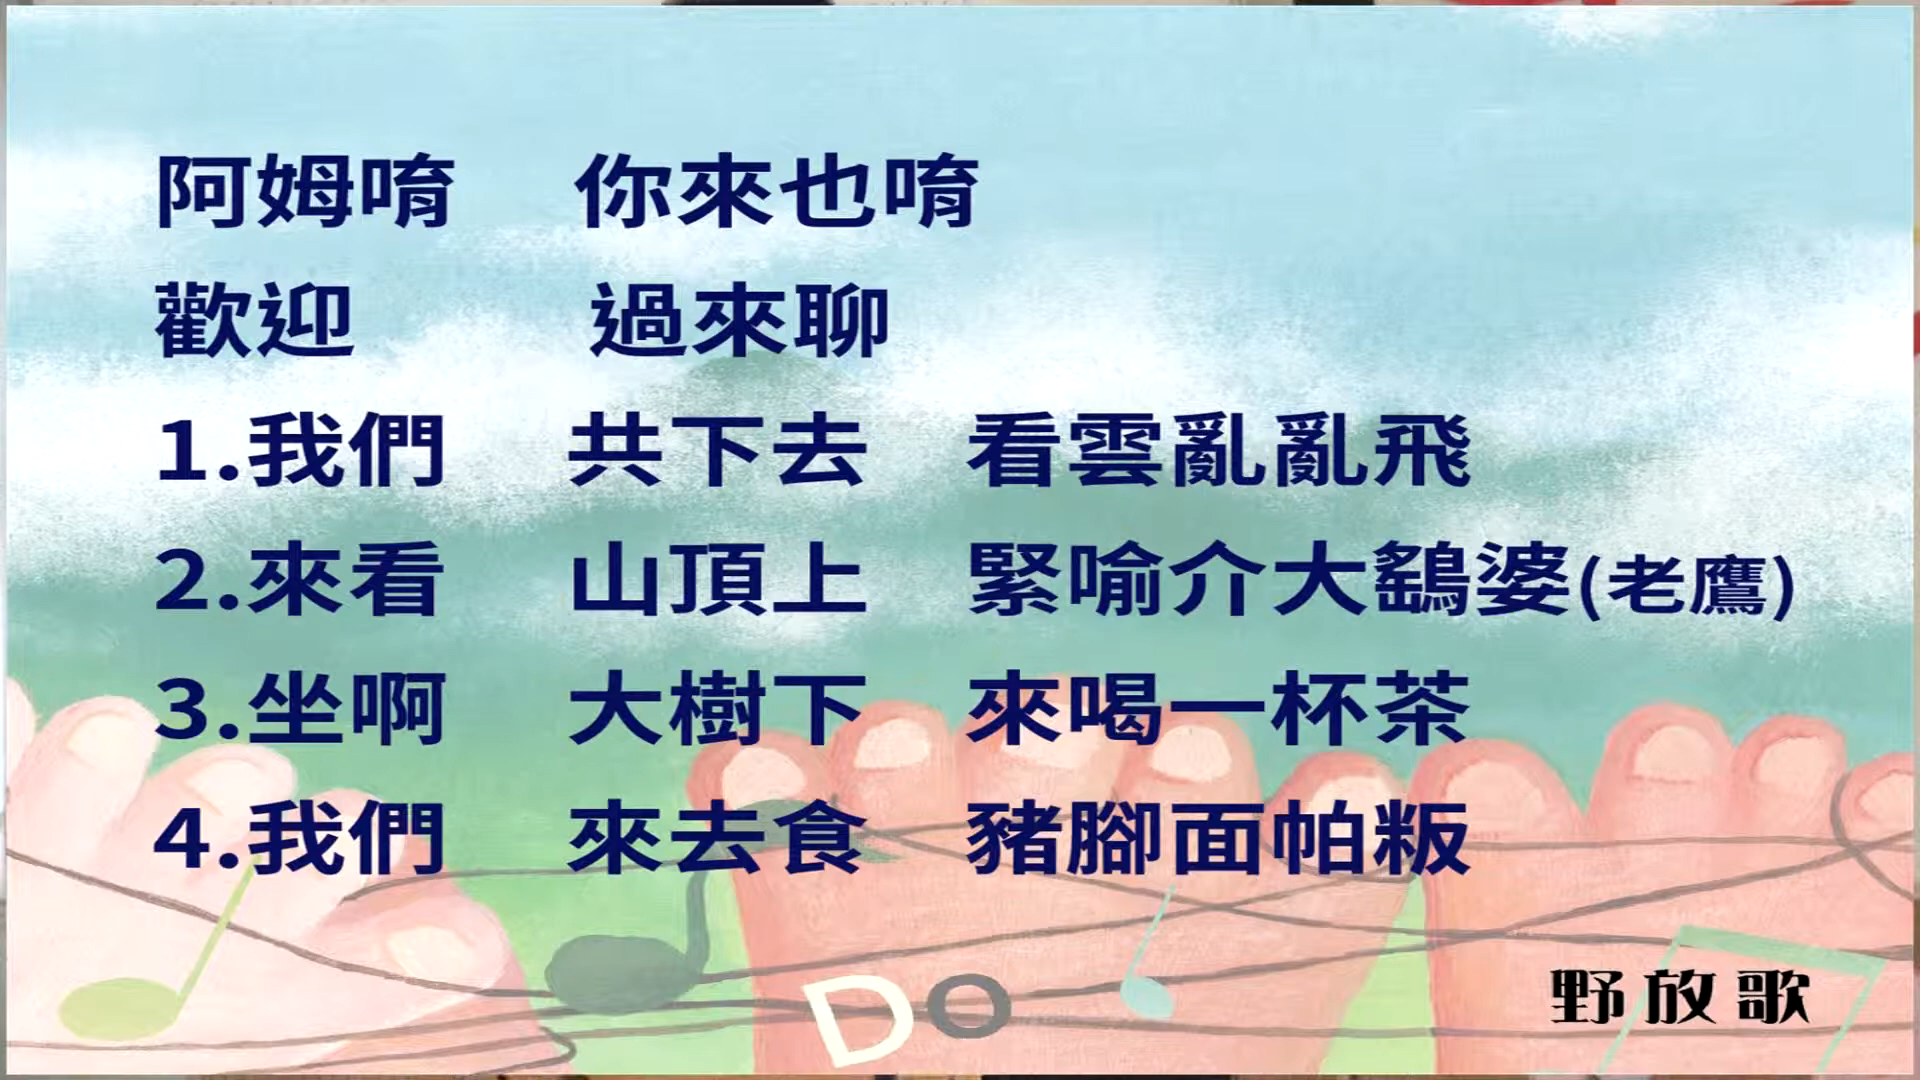 阿姆唷 你來也唷
歡迎 過來聊
1.我們 共下去 看雲亂亂飛
2.來看 山頂上 緊喻介大鷂婆(老鷹)
3.坐啊 大樹下 來喝一杯茶
4.我們 來去食 豬腳面帕粄
DO
野放歌